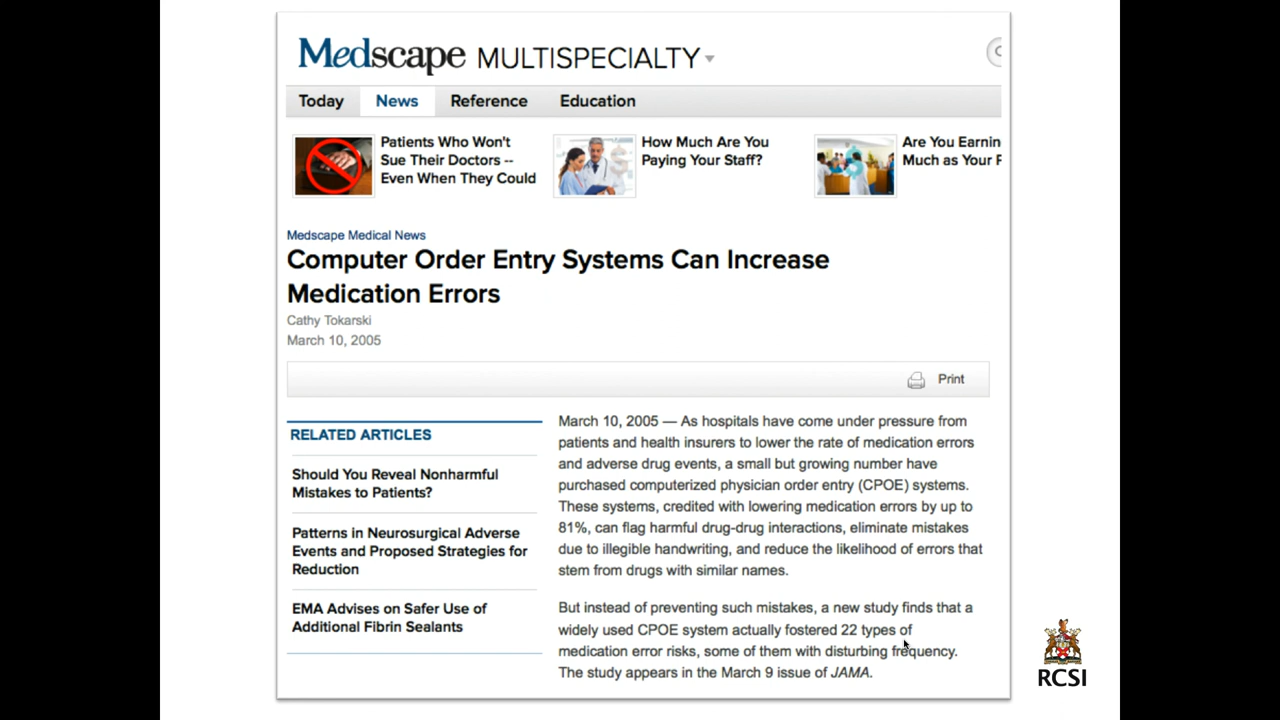 Medscape MULTISPECIALTY
Today News Reference Education
Patients Who Won't
Sue Their Doctors --
Even When They Could
How Much Are You
Paying Your Staff?
Are You Earnin
Much as Your
Medscape Medical News
Computer Order Entry Systems Can Increase
Medication Errors
Cathy Tokarski
March 10, 2005
Print
RELATED ARTICLES
Should You Reveal Nonharmful
Mistakes to Patients?
Patterns in Neurosurgical Adverse
Events and Proposed Strategies for
Reduction
EMA Advises on Safer Use of
Additional Fibrin Sealants
March 10, 2005 — As hospitals have come under pressure from
patients and health insurers to lower the rate of medication errors
and adverse drug events, a small but growing number have
purchased computerized physician order entry (CPOE) systems.
These systems, credited with lowering medication errors by up to
81%, can flag harmful drug-drug interactions, eliminate mistakes
due to illegible handwriting, and reduce the likelihood of errors that
stem from drugs with similar names.
But instead of preventing such mistakes, a new study finds that a
widely used CPOE system actually fostered 22 types of
medication error risks, some of them with disturbing frequency.
The study appears in the March 9 issue of JAMA.
RCSI